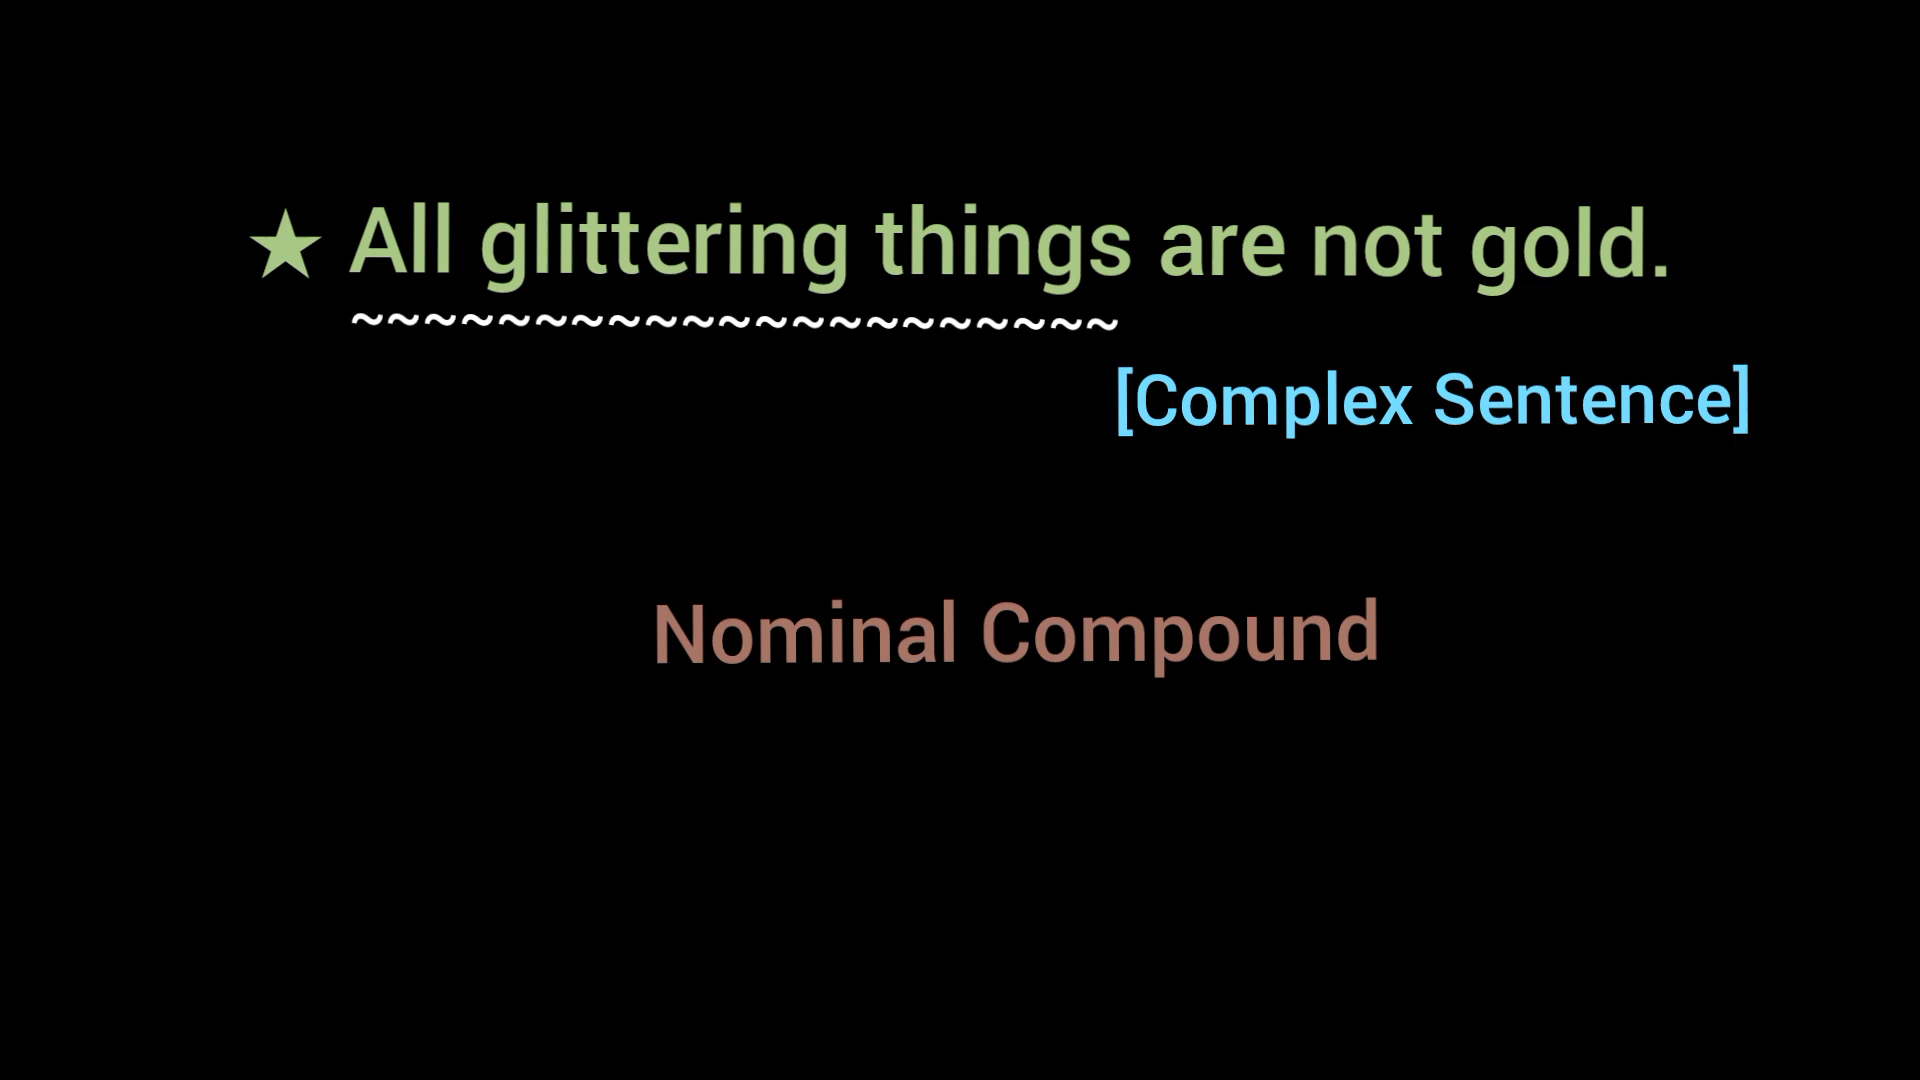 ★ All glittering things are not gold.
~~~~~~~~~~~~~~~~~~~~~
[Complex Sentence]
Nominal Compound